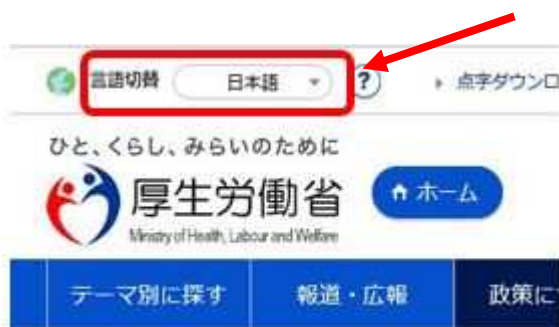 言語切替 日本語 ? 点字ダウンロ
ひと、くらし、みらいのために
厚生労働省 ホーム
Ministry of Health, Labour and Welfare
テーマ別に探す 報道・広報 政策に